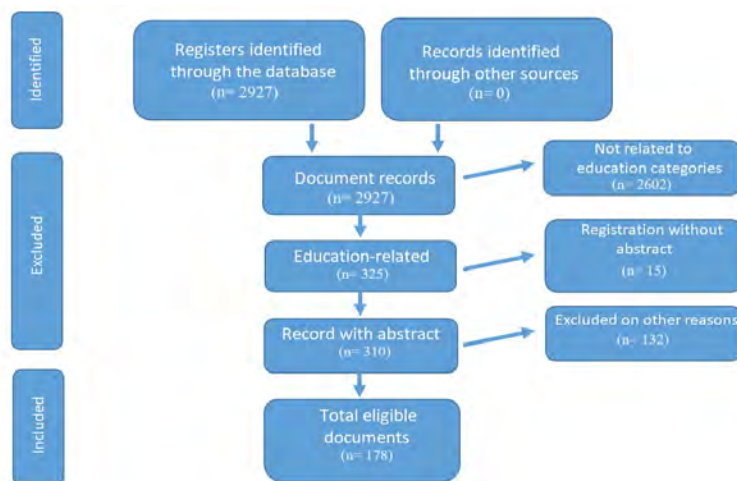 Identified
Registers identified
through the database
(n= 2927)
Records identified
through other sources
(n= 0)
Excluded
Document records
(n= 2927)
Not related to
education categories
(n= 2602)
Education-related
(n= 325)
Registration without
abstract
(n= 15)
Record with abstract
(n= 310)
Excluded on other reasons
(n= 132)
Included
Total eligible
documents
(n= 178)